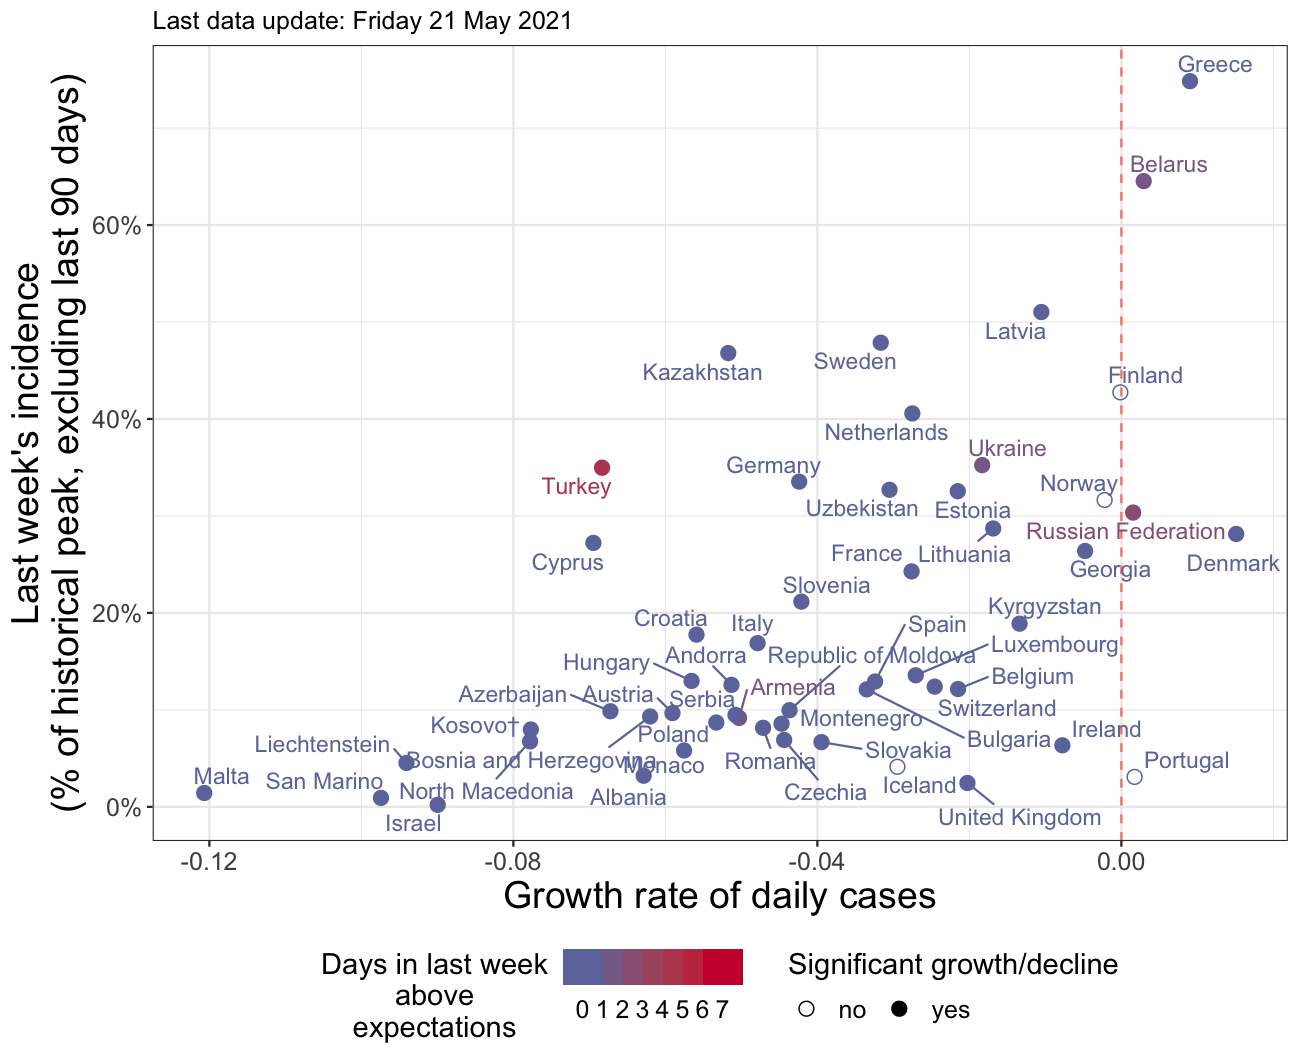 Last data update: Friday 21 May 2021
Last week's incidence
(% of historical peak, excluding last 90 days)
60%
40%
20%
0%
Greece
Belarus
Latvia
Sweden
Kazakhstan
Finland
Netherlands
Ukraine
Germany
Turkey
Norway
Uzbekistan
Estonia
Russian Federation
France
Lithuania
Cyprus
Georgia
Denmark
Slovenia
Kyrgyzstan
Croatia
Italy
Spain
Luxembourg
Hungary
Andorra
Republic of Moldova
Belgium
Azerbaijan
Austria
Serbia
Armenia
Switzerland
Kosovo†
Poland
Montenegro
Ireland
Liechtenstein
Bulgaria
Bosnia and Herzegovina
Monaco
Romania
Slovakia
Portugal
Malta
San Marino
North Macedonia
Albania
Czechia
Iceland
Israel
United Kingdom
-0.12
-0.08
-0.04
0.00
Growth rate of daily cases
Days in last week
above
expectations
0 1 2 3 4 5 6 7
Significant growth/decline
no
yes